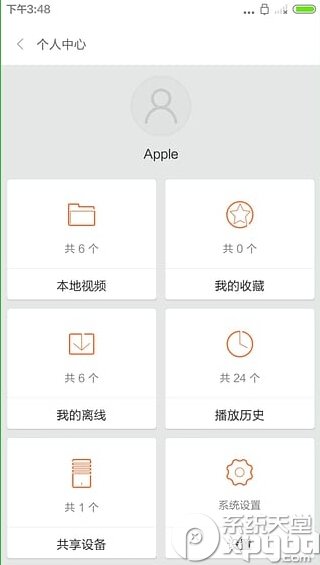 下午3:48
个人中心
Apple
共 6 个
共 0 个
本地视频
我的收藏
共 6 个
共 24 个
我的离线
播放历史
共 1 个
系统设置
共享设备
系统天堂